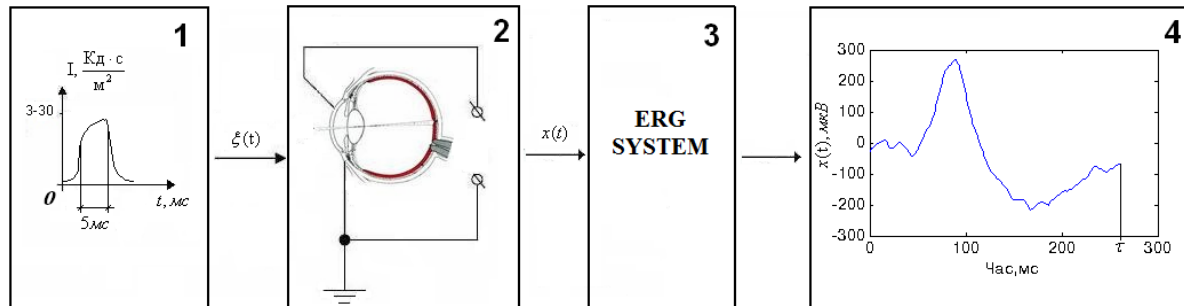 1
I, Кд · с
м²
3-30
0
t, мс
5мс
ξ(t)
2
x(t)
3
ERG
SYSTEM
4
x(t), мкВ
300
200
100
0
-100
-200
-300
0
100
200
τ
300
Час,мс